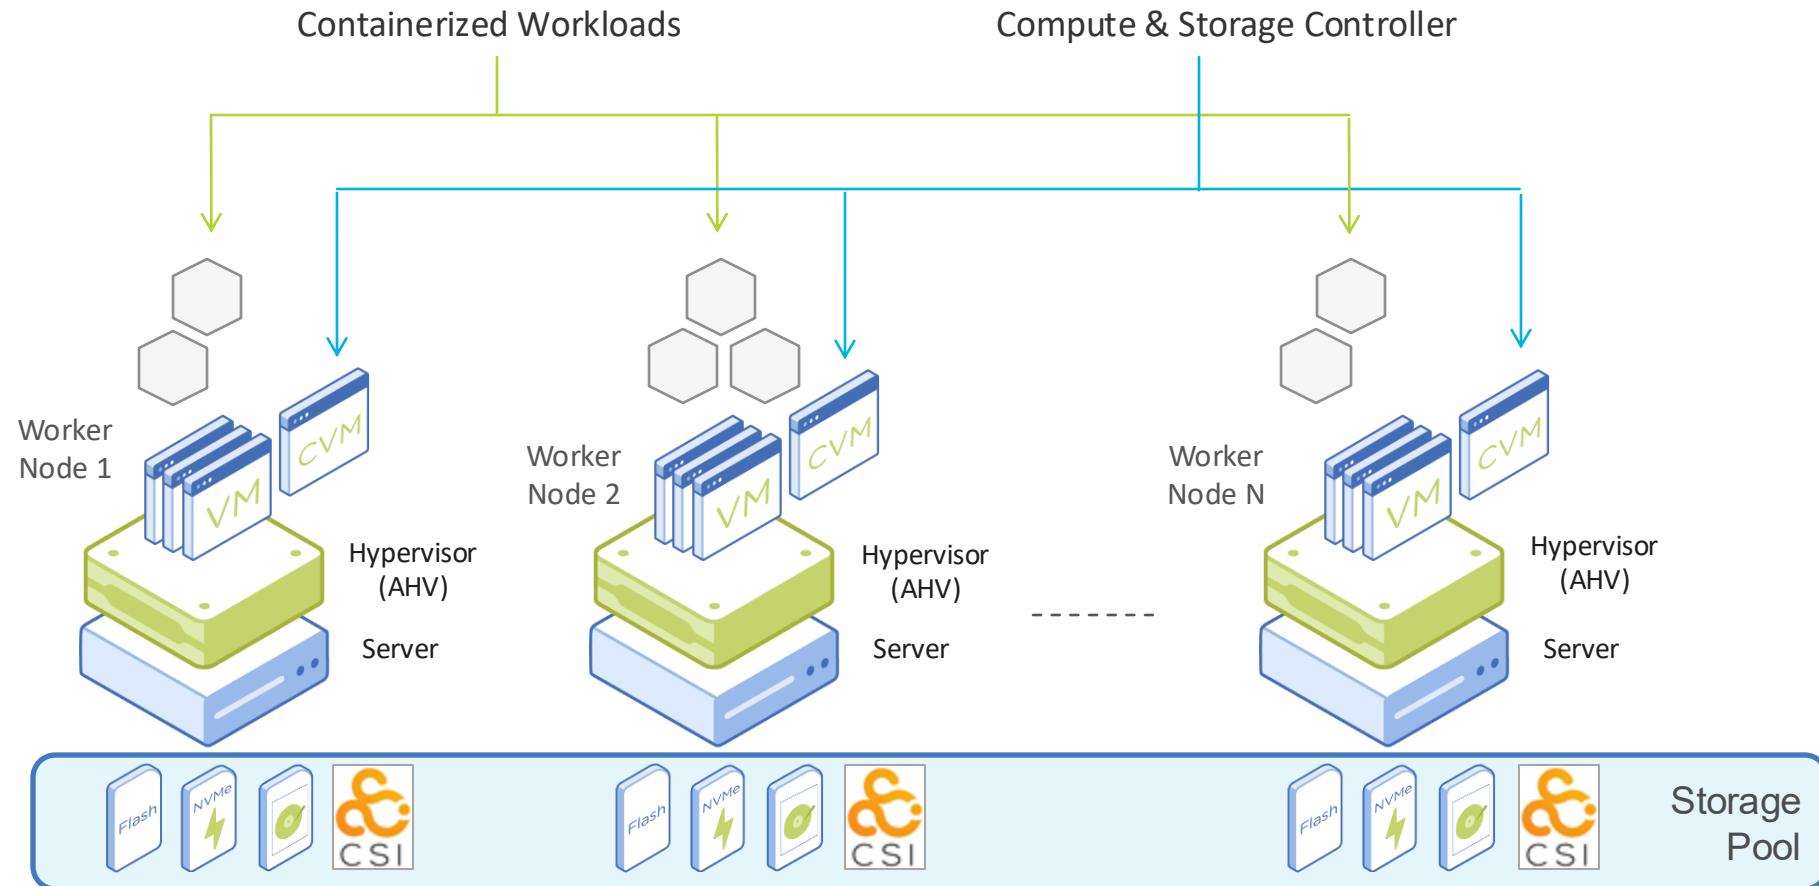 Containerized Workloads
Compute & Storage Controller
Worker
Node 1
CVM
VM
Hypervisor
(AHV)
Server
Worker
Node 2
CVM
VM
Hypervisor
(AHV)
Server
Worker
Node N
CVM
VM
Hypervisor
(AHV)
Server
Flash
NVMe
CSI
Flash
NVMe
CSI
Flash
NVMe
CSI
Storage
Pool